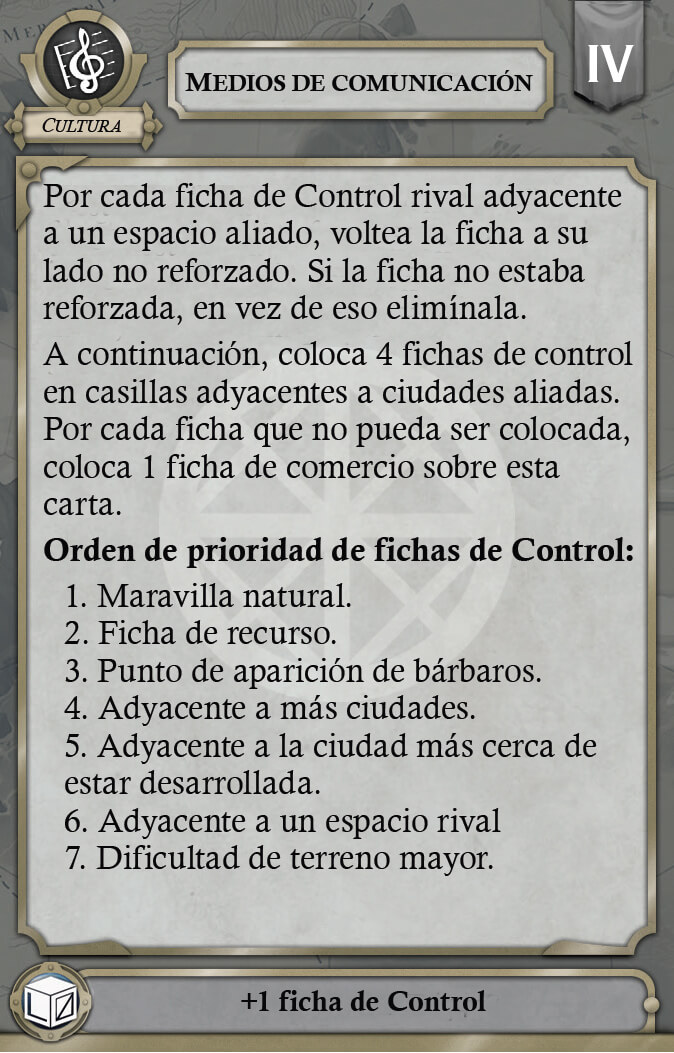 MEDIOS DE COMUNICACIÓN
IV
CULTURA
Por cada ficha de Control rival adyacente
a un espacio aliado, voltea la ficha a su
lado no reforzado. Si la ficha no estaba
reforzada, en vez de eso elimínala.
A continuación, coloca 4 fichas de control
en casillas adyacentes a ciudades aliadas.
Por cada ficha que no pueda ser colocada,
coloca 1 ficha de comercio sobre esta
carta.
Orden de prioridad de fichas de Control:
1. Maravilla natural.
2. Ficha de recurso.
3. Punto de aparición de bárbaros.
4. Adyacente a más ciudades.
5. Adyacente a la ciudad más cerca de
estar desarrollada.
6. Adyacente a un espacio rival
7. Dificultad de terreno mayor.
+1 ficha de Control